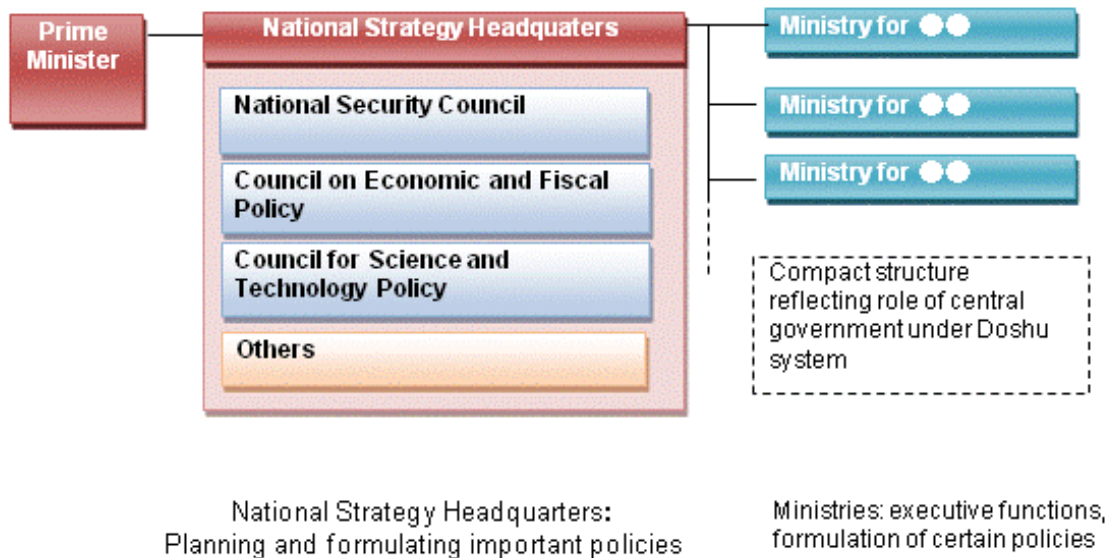 Prime
Minister
National Strategy Headquaters
National Security Council
Council on Economic and Fiscal
Policy
Council for Science and
Technology Policy
Others
Ministry for ●●
Ministry for ●●
Ministry for ●●
Compact structure
reflecting role of central
government under Doshu
system
National Strategy Headquarters:
Planning and formulating important policies
Ministries: executive functions,
formulation of certain policies